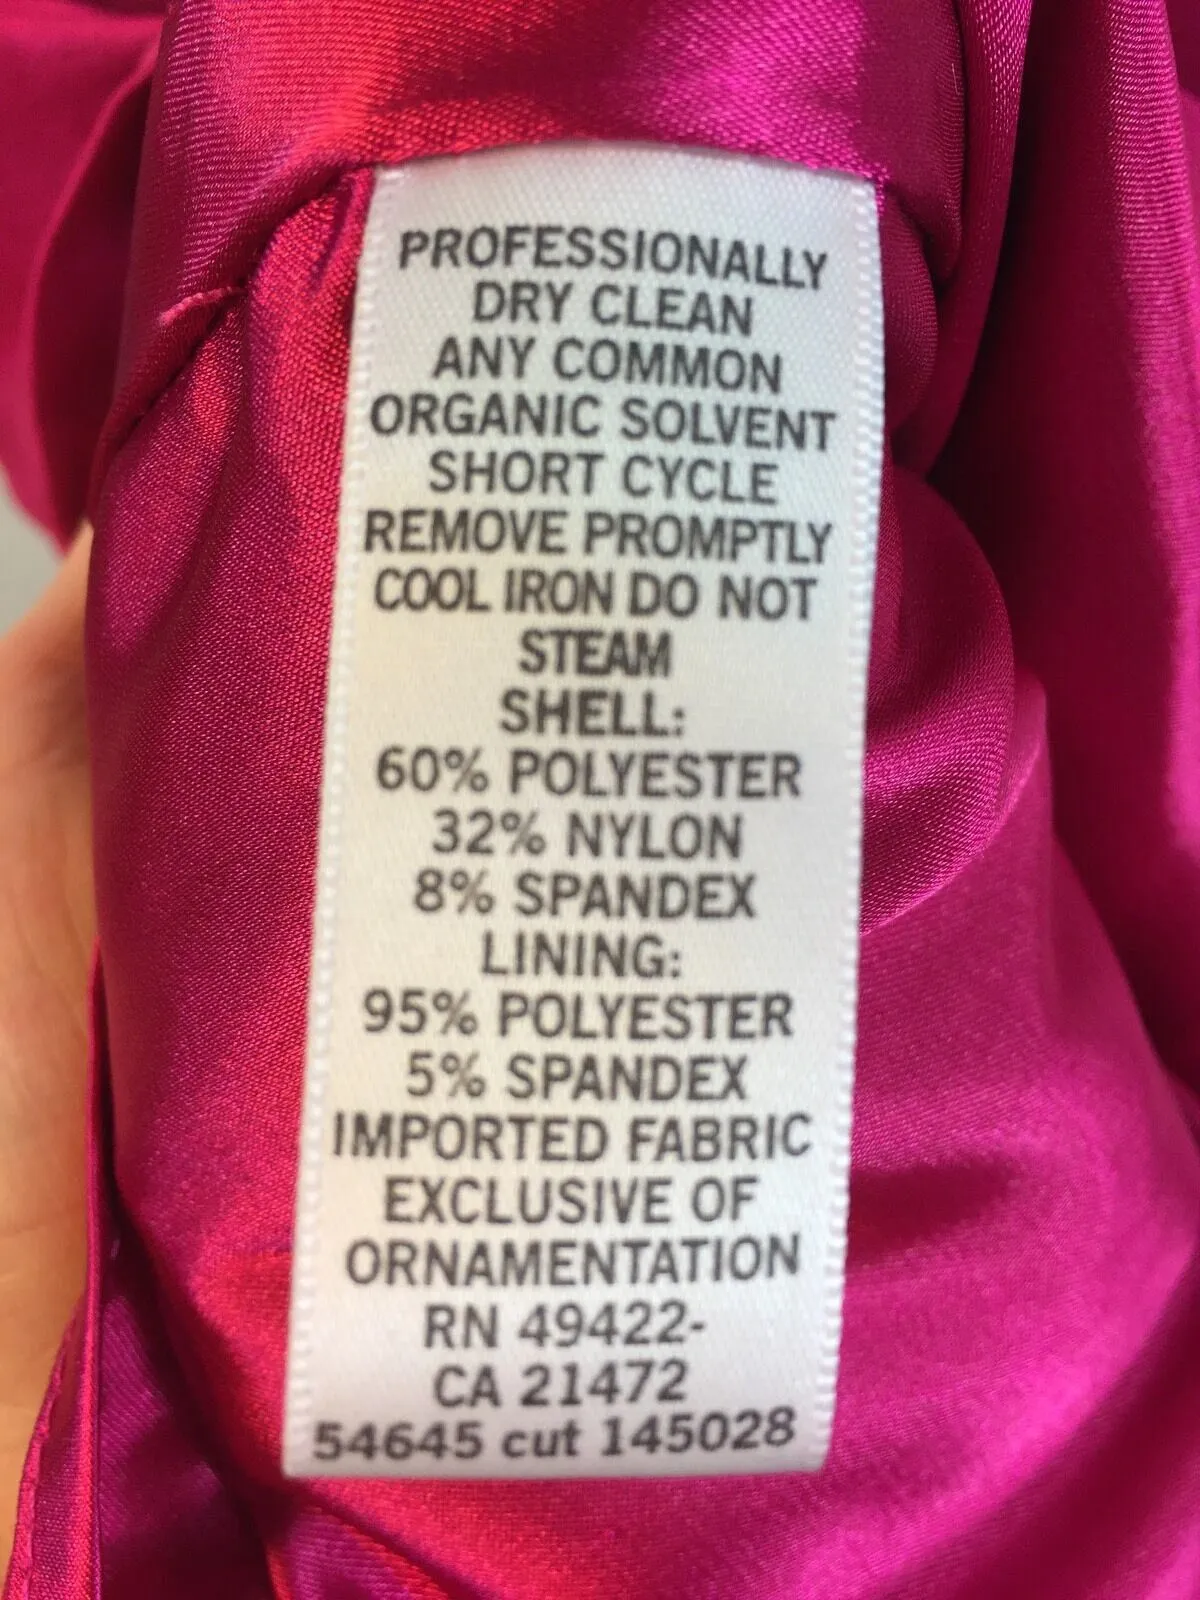 PROFESSIONALLY
DRY CLEAN
ANY COMMON
ORGANIC SOLVENT
SHORT CYCLE
REMOVE PROMPTLY
COOL IRON DO NOT
STEAM
SHELL:
60% POLYESTER
32% NYLON
8% SPANDEX
LINING:
95% POLYESTER
5% SPANDEX
IMPORTED FABRIC
EXCLUSIVE OF
ORNAMENTATION
RN 49422-
CA 21472
54645 cut 145028